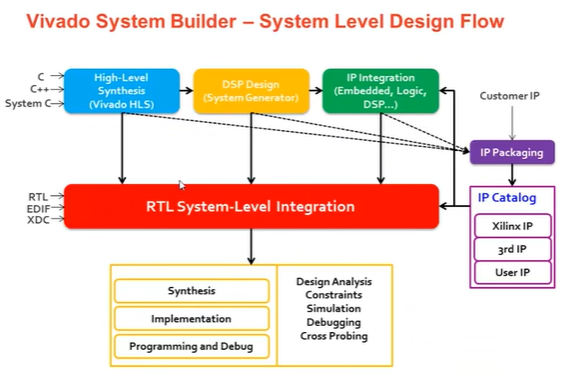 Vivado System Builder – System Level Design Flow
C
C++
System C
High-Level
Synthesis
(Vivado HLS)
DSP Design
(System Generator)
IP Integration
(Embedded, Logic,
DSP...)
Customer IP
IP Packaging
RTL
EDIF
XDC
RTL System-Level Integration
IP Catalog
Xilinx IP
3rd IP
User IP
Synthesis
Implementation
Programming and Debug
Design Analysis
Constraints
Simulation
Debugging
Cross Probing